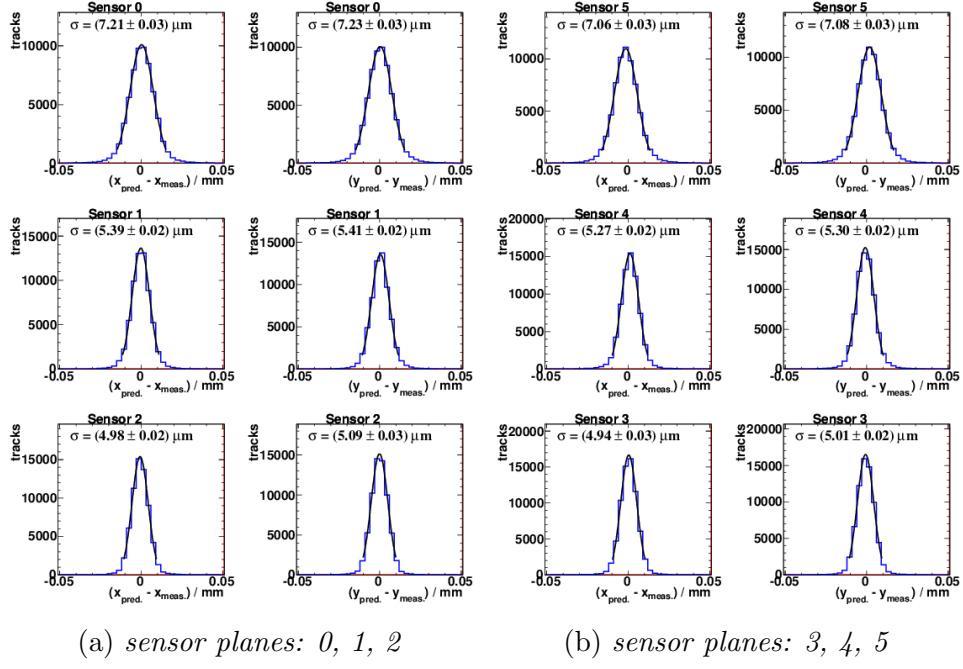 Sensor 0
σ = (7.21 ± 0.03) μm
tracks
10000
5000
0
-0.05
0
0.05
(x_pred. - x_meas.) / mm
Sensor 0
σ = (7.23 ± 0.03) μm
tracks
10000
5000
0
-0.05
0
0.05
(y_pred. - y_meas.) / mm
Sensor 5
σ = (7.06 ± 0.03) μm
tracks
10000
5000
0
-0.05
0
0.05
(x_pred. - x_meas.) / mm
Sensor 5
σ = (7.08 ± 0.03) μm
tracks
10000
5000
0
-0.05
0
0.05
(y_pred. - y_meas.) / mm
Sensor 1
σ = (5.39 ± 0.02) μm
tracks
15000
10000
5000
0
-0.05
0
0.05
(x_pred. - x_meas.) / mm
Sensor 1
σ = (5.41 ± 0.02) μm
tracks
15000
10000
5000
0
-0.05
0
0.05
(y_pred. - y_meas.) / mm
Sensor 4
σ = (5.27 ± 0.02) μm
tracks
20000
15000
10000
5000
0
-0.05
0
0.05
(x_pred. - x_meas.) / mm
Sensor 4
σ = (5.30 ± 0.02) μm
tracks
15000
10000
5000
0
-0.05
0
0.05
(y_pred. - y_meas.) / mm
Sensor 2
σ = (4.98 ± 0.02) μm
tracks
15000
10000
5000
0
-0.05
0
0.05
(x_pred. - x_meas.) / mm
Sensor 2
σ = (5.09 ± 0.03) μm
tracks
15000
10000
5000
0
-0.05
0
0.05
(y_pred. - y_meas.) / mm
Sensor 3
σ = (4.94 ± 0.03) μm
tracks
20000
15000
10000
5000
0
-0.05
0
0.05
(x_pred. - x_meas.) / mm
Sensor 3
σ = (5.01 ± 0.02) μm
tracks
20000
15000
10000
5000
0
-0.05
0
0.05
(y_pred. - y_meas.) / mm
(a) sensor planes: 0, 1, 2
(b) sensor planes: 3, 4, 5